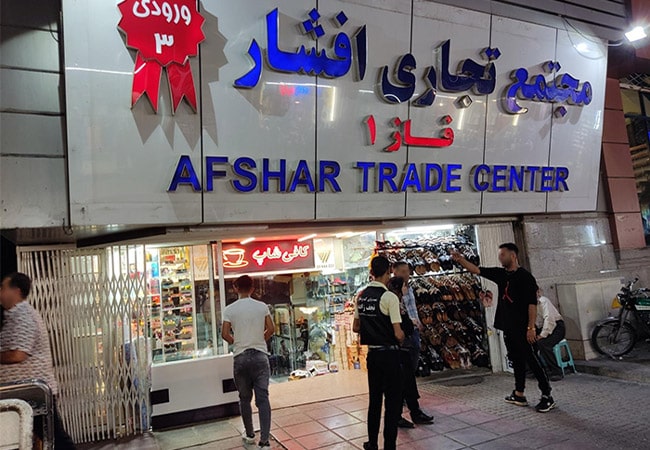 ورودی
۳
مجتمع تجاری افشار
فاز ۱
AFSHAR TRADE CENTER
کافی شاپ